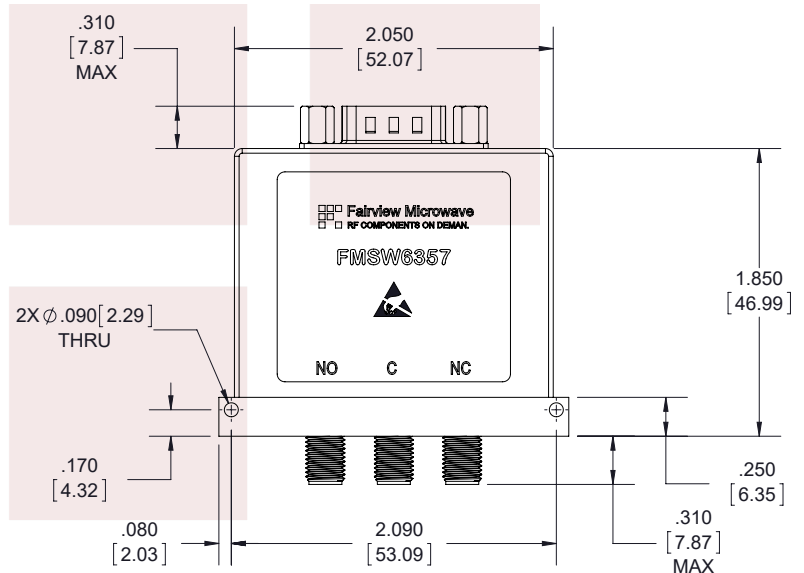 .310
[7.87]
MAX
2.050
[52.07]
Fairview Microwave
RF COMPONENTS ON DEMAN.
FMSW6357
1.850
[46.99]
2X ⌀ .090[2.29]
THRU
NO C NC
.170
[4.32]
.250
[6.35]
.080
[2.03]
2.090
[53.09]
.310
[7.87]
MAX